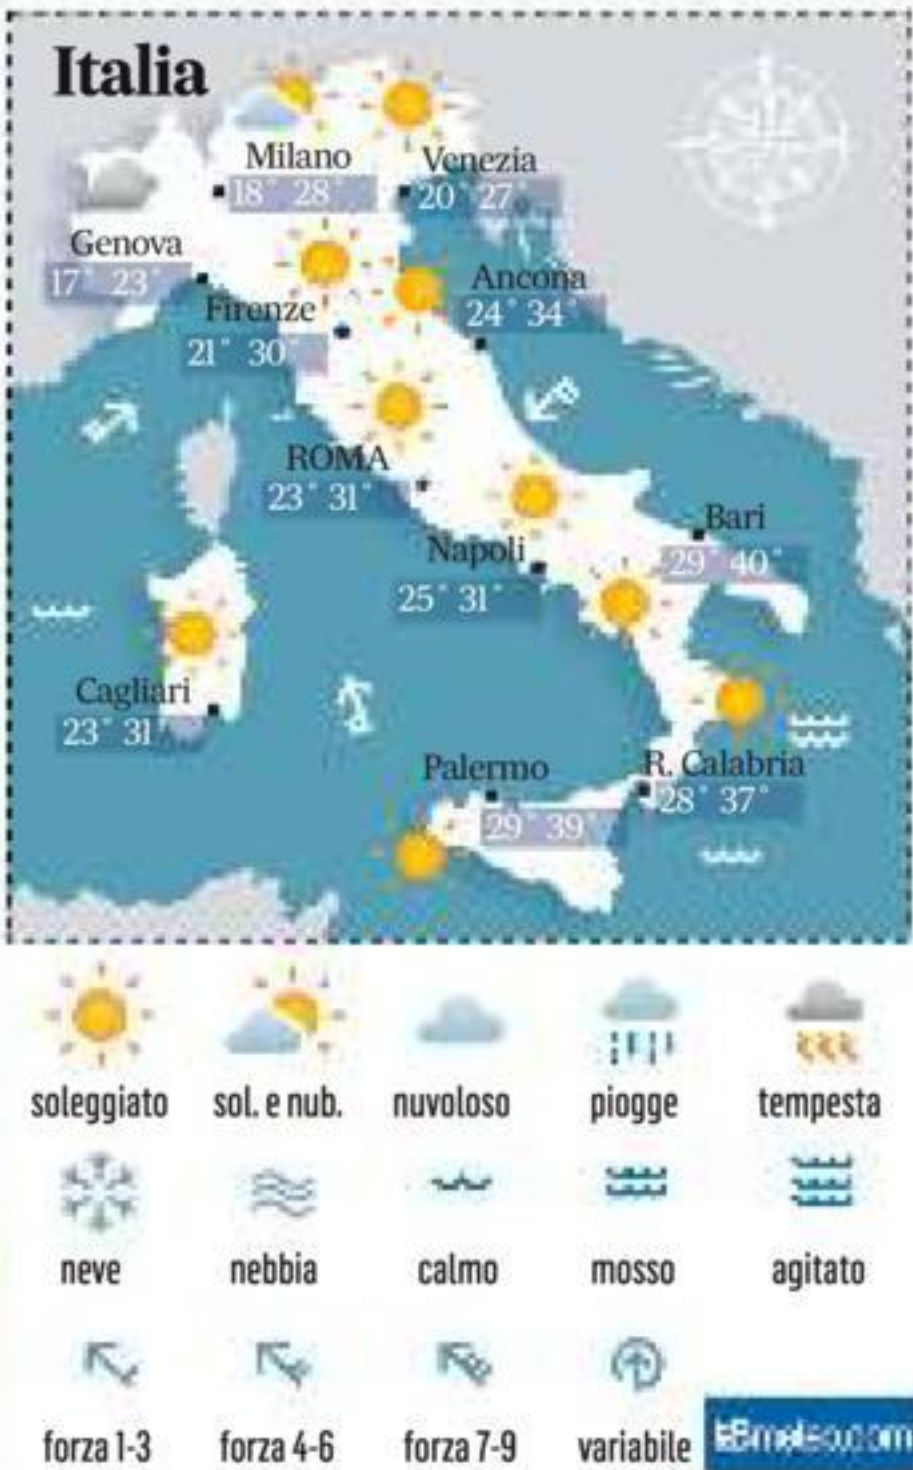 Italia
Milano
18° 28°
Venezia
20° 27°
Genova
17° 23°
Firenze
21° 30°
Ancona
24° 34°
ROMA
23° 31°
Napoli
25° 31°
Bari
29° 40°
Cagliari
23° 31°
Palermo
29° 39°
R. Calabria
28° 37°
soleggiato sol. e nub. nuvoloso piogge tempesta
neve nebbia calmo mosso agitato
forza 1-3 forza 4-6 forza 7-9 variabile